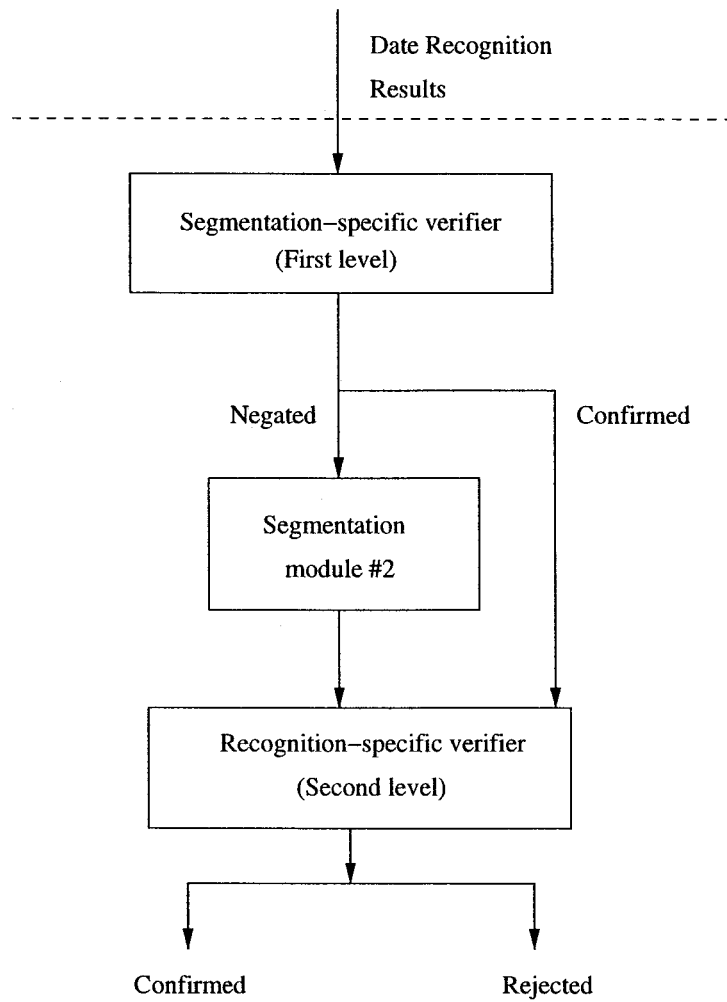 Date Recognition
Results
Segmentation−specific verifier
(First level)
Negated
Confirmed
Segmentation
module #2
Recognition−specific verifier
(Second level)
Confirmed
Rejected